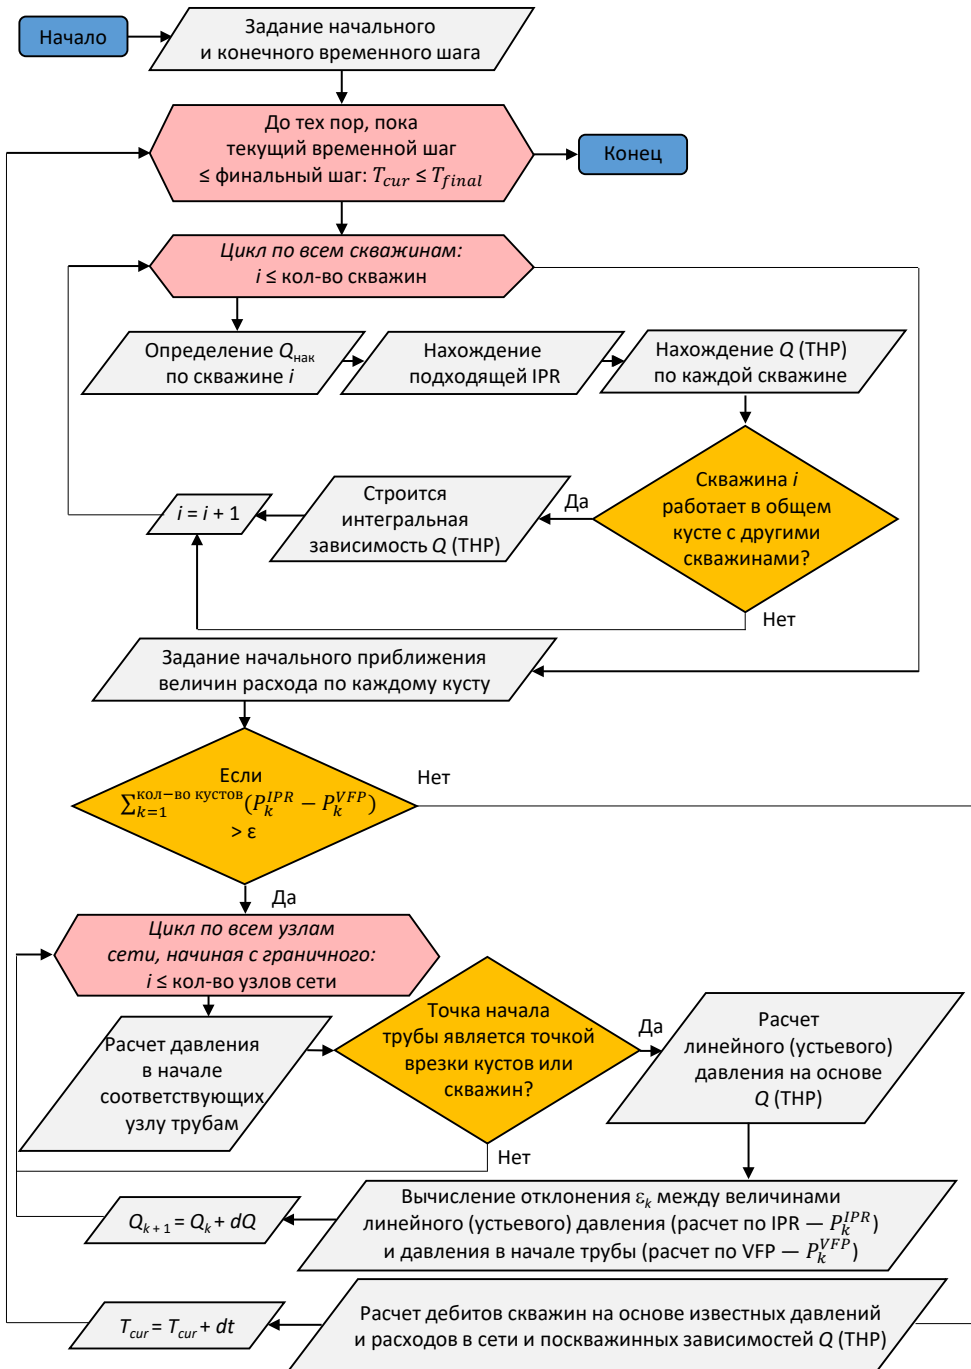 Начало
Задание начального
и конечного временного шага
До тех пор, пока
текущий временной шаг
≤ финальный шаг: T_cur ≤ T_final
Конец
Цикл по всем скважинам:
i ≤ кол-во скважин
Определение Q_нак
по скважине i
Нахождение
подходящей IPR
Нахождение Q (THP)
по каждой скважине
Скважина i
работает в общем
кусте с другими
скважинами?
Да
Строится
интегральная
зависимость Q (THP)
i = i + 1
Нет
Задание начального приближения
величин расхода по каждому кусту
Если
∑_{k=1}^{кол−во кустов}(P_k^{IPR} − P_k^{VFP})
> ε
Нет
Да
Цикл по всем узлам
сети, начиная с граничного:
i ≤ кол-во узлов сети
Расчет давления
в начале
соответствующих
узлу трубам
Точка начала
трубы является точкой
врезки кустов или
скважин?
Да
Расчет
линейного (устьевого)
давления на основе
Q (THP)
Нет
Вычисление отклонения ε_k между величинами
линейного (устьевого) давления (расчет по IPR — P_k^{IPR})
и давления в начале трубы (расчет по VFP — P_k^{VFP})
Q_{k + 1} = Q_k + dQ
Расчет дебитов скважин на основе известных давлений
и расходов в сети и поскважинных зависимостей Q (THP)
T_cur = T_cur + dt